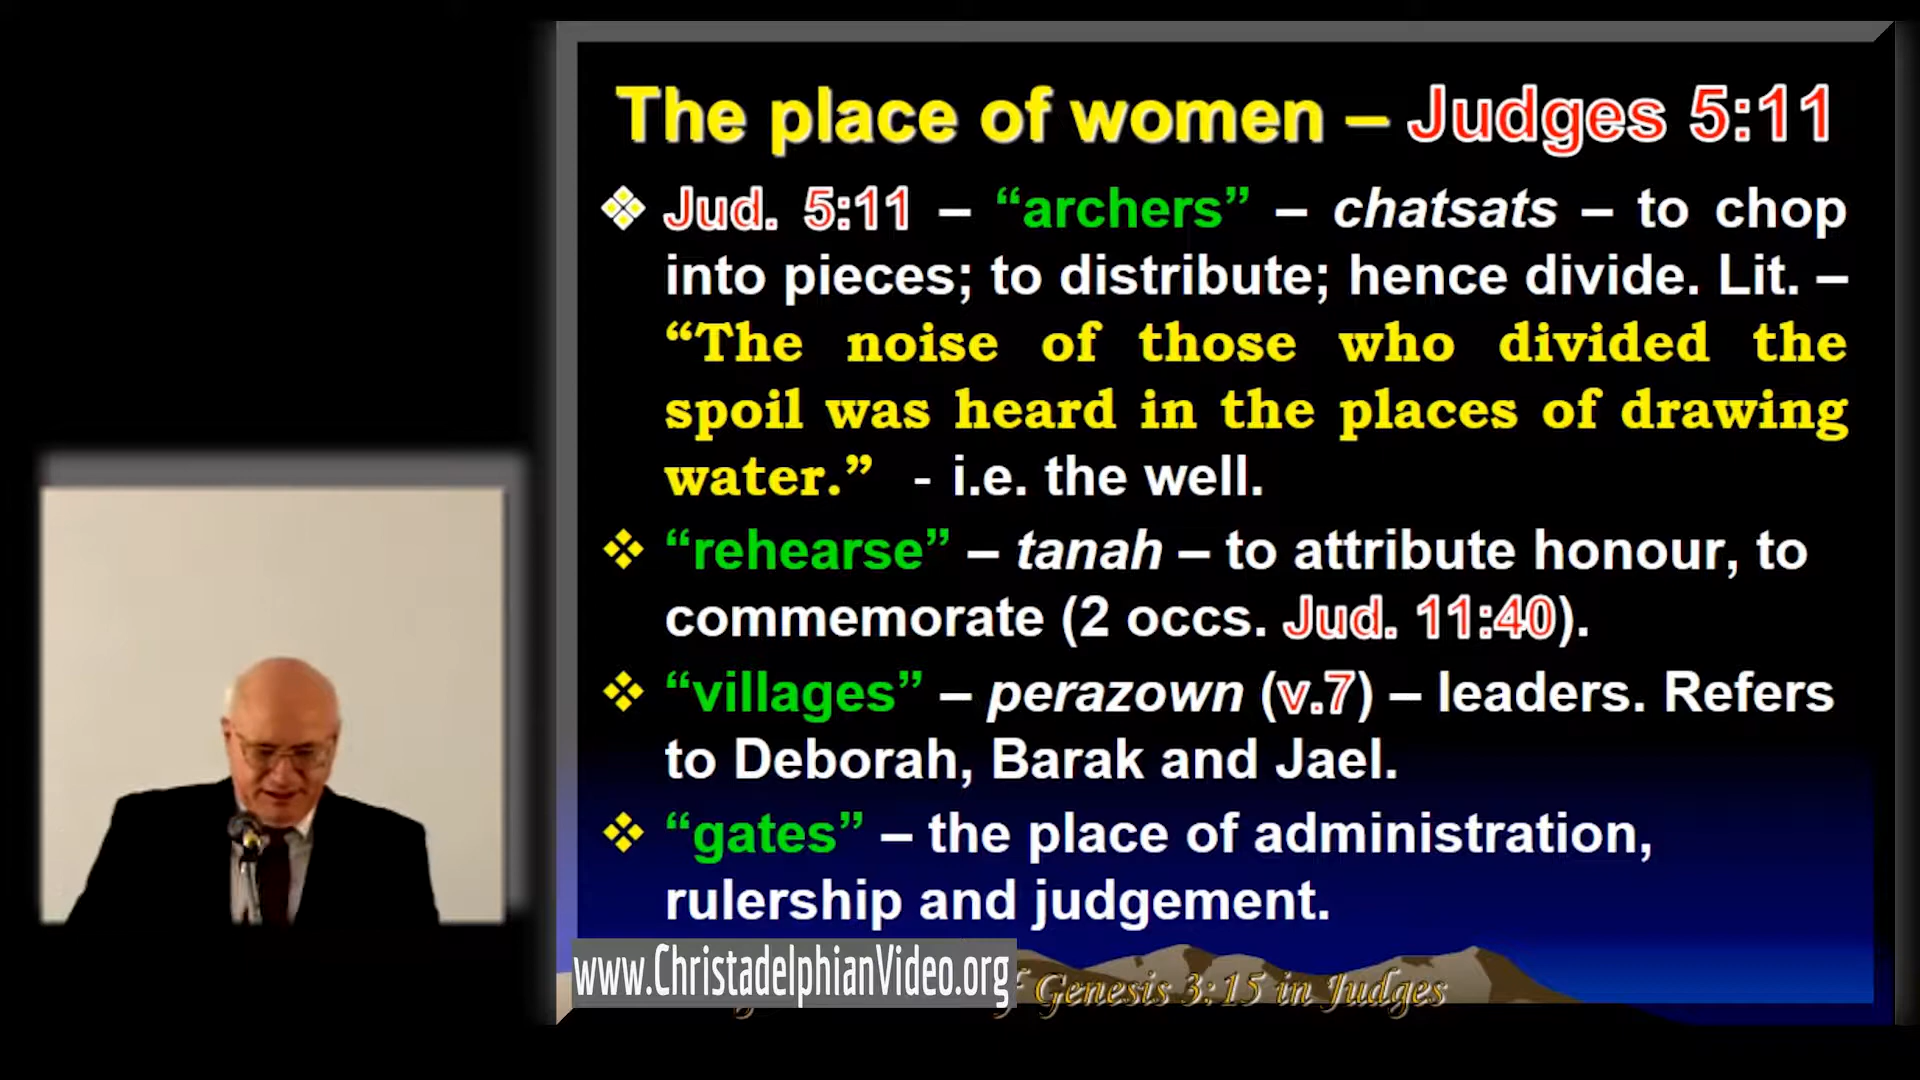 The place of women – Judges 5:11
❖ Jud. 5:11 – “archers” – chatsats – to chop
into pieces; to distribute; hence divide. Lit. –
“The noise of those who divided the
spoil was heard in the places of drawing
water.” - i.e. the well.
❖ “rehearse” – tanah – to attribute honour, to
commemorate (2 occs. Jud. 11:40).
❖ “villages” – perazown (v.7) – leaders. Refers
to Deborah, Barak and Jael.
❖ “gates” – the place of administration,
rulership and judgement.
www.ChristadelphianVideo.org
Genesis 3:15 in Judges